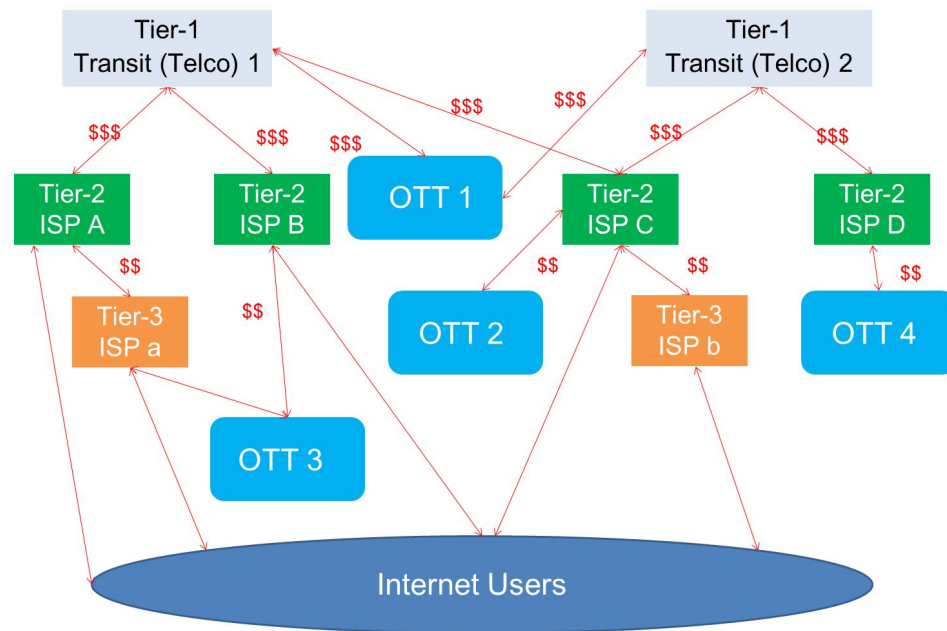 Tier-1
Transit (Telco) 1
Tier-1
Transit (Telco) 2
$$$
$$$
$$$
$$$
$$$
$$$
$$$
Tier-2
ISP A
Tier-2
ISP B
OTT 1
Tier-2
ISP C
Tier-2
ISP D
$$
$$
$$
$$
$$
Tier-3
ISP a
OTT 2
Tier-3
ISP b
OTT 4
OTT 3
Internet Users